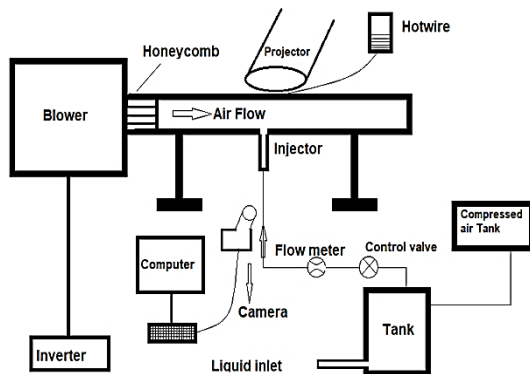 Honeycomb
Projector
Hotwire
Blower
Air Flow
Injector
Compressed
air Tank
Flow meter
Control valve
Computer
Camera
Tank
Inverter
Liquid inlet